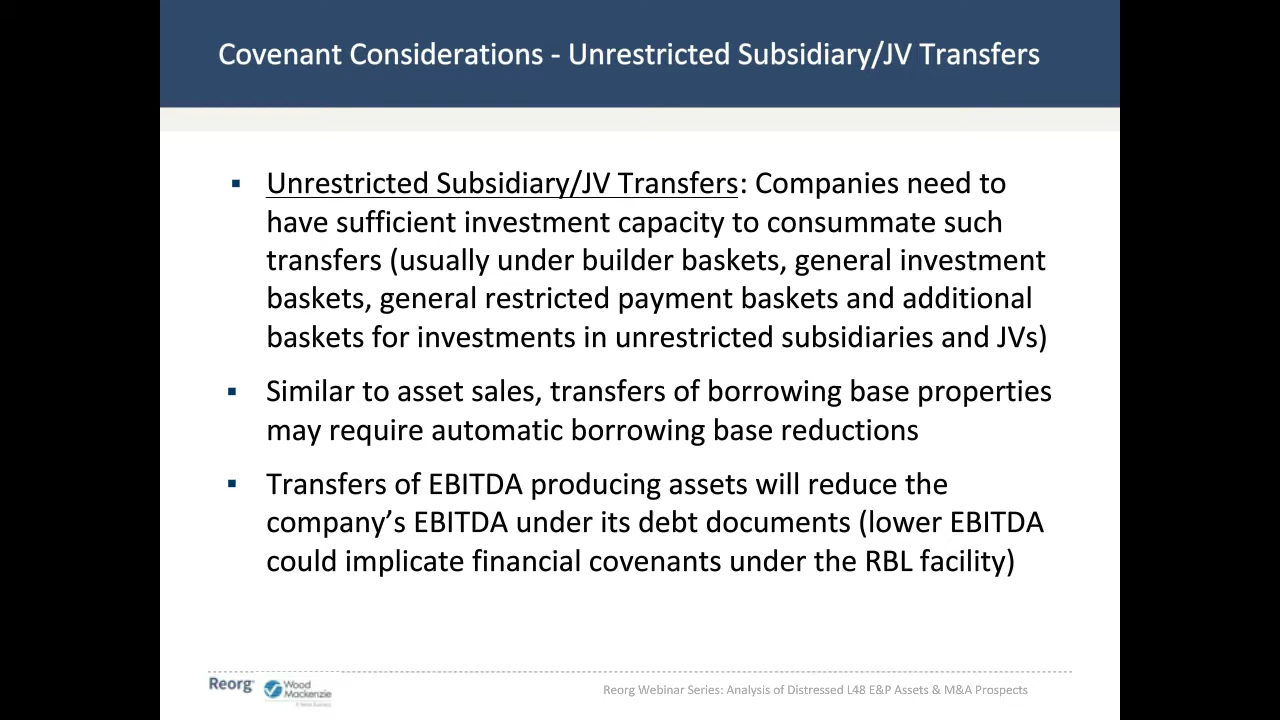 Covenant Considerations - Unrestricted Subsidiary/JV Transfers
▪ Unrestricted Subsidiary/JV Transfers: Companies need to
have sufficient investment capacity to consummate such
transfers (usually under builder baskets, general investment
baskets, general restricted payment baskets and additional
baskets for investments in unrestricted subsidiaries and JVs)
▪ Similar to asset sales, transfers of borrowing base properties
may require automatic borrowing base reductions
▪ Transfers of EBITDA producing assets will reduce the
company’s EBITDA under its debt documents (lower EBITDA
could implicate financial covenants under the RBL facility)
Reorg
Wood
Mackenzie
Reorg Webinar Series: Analysis of Distressed L48 E&P Assets & M&A Prospects